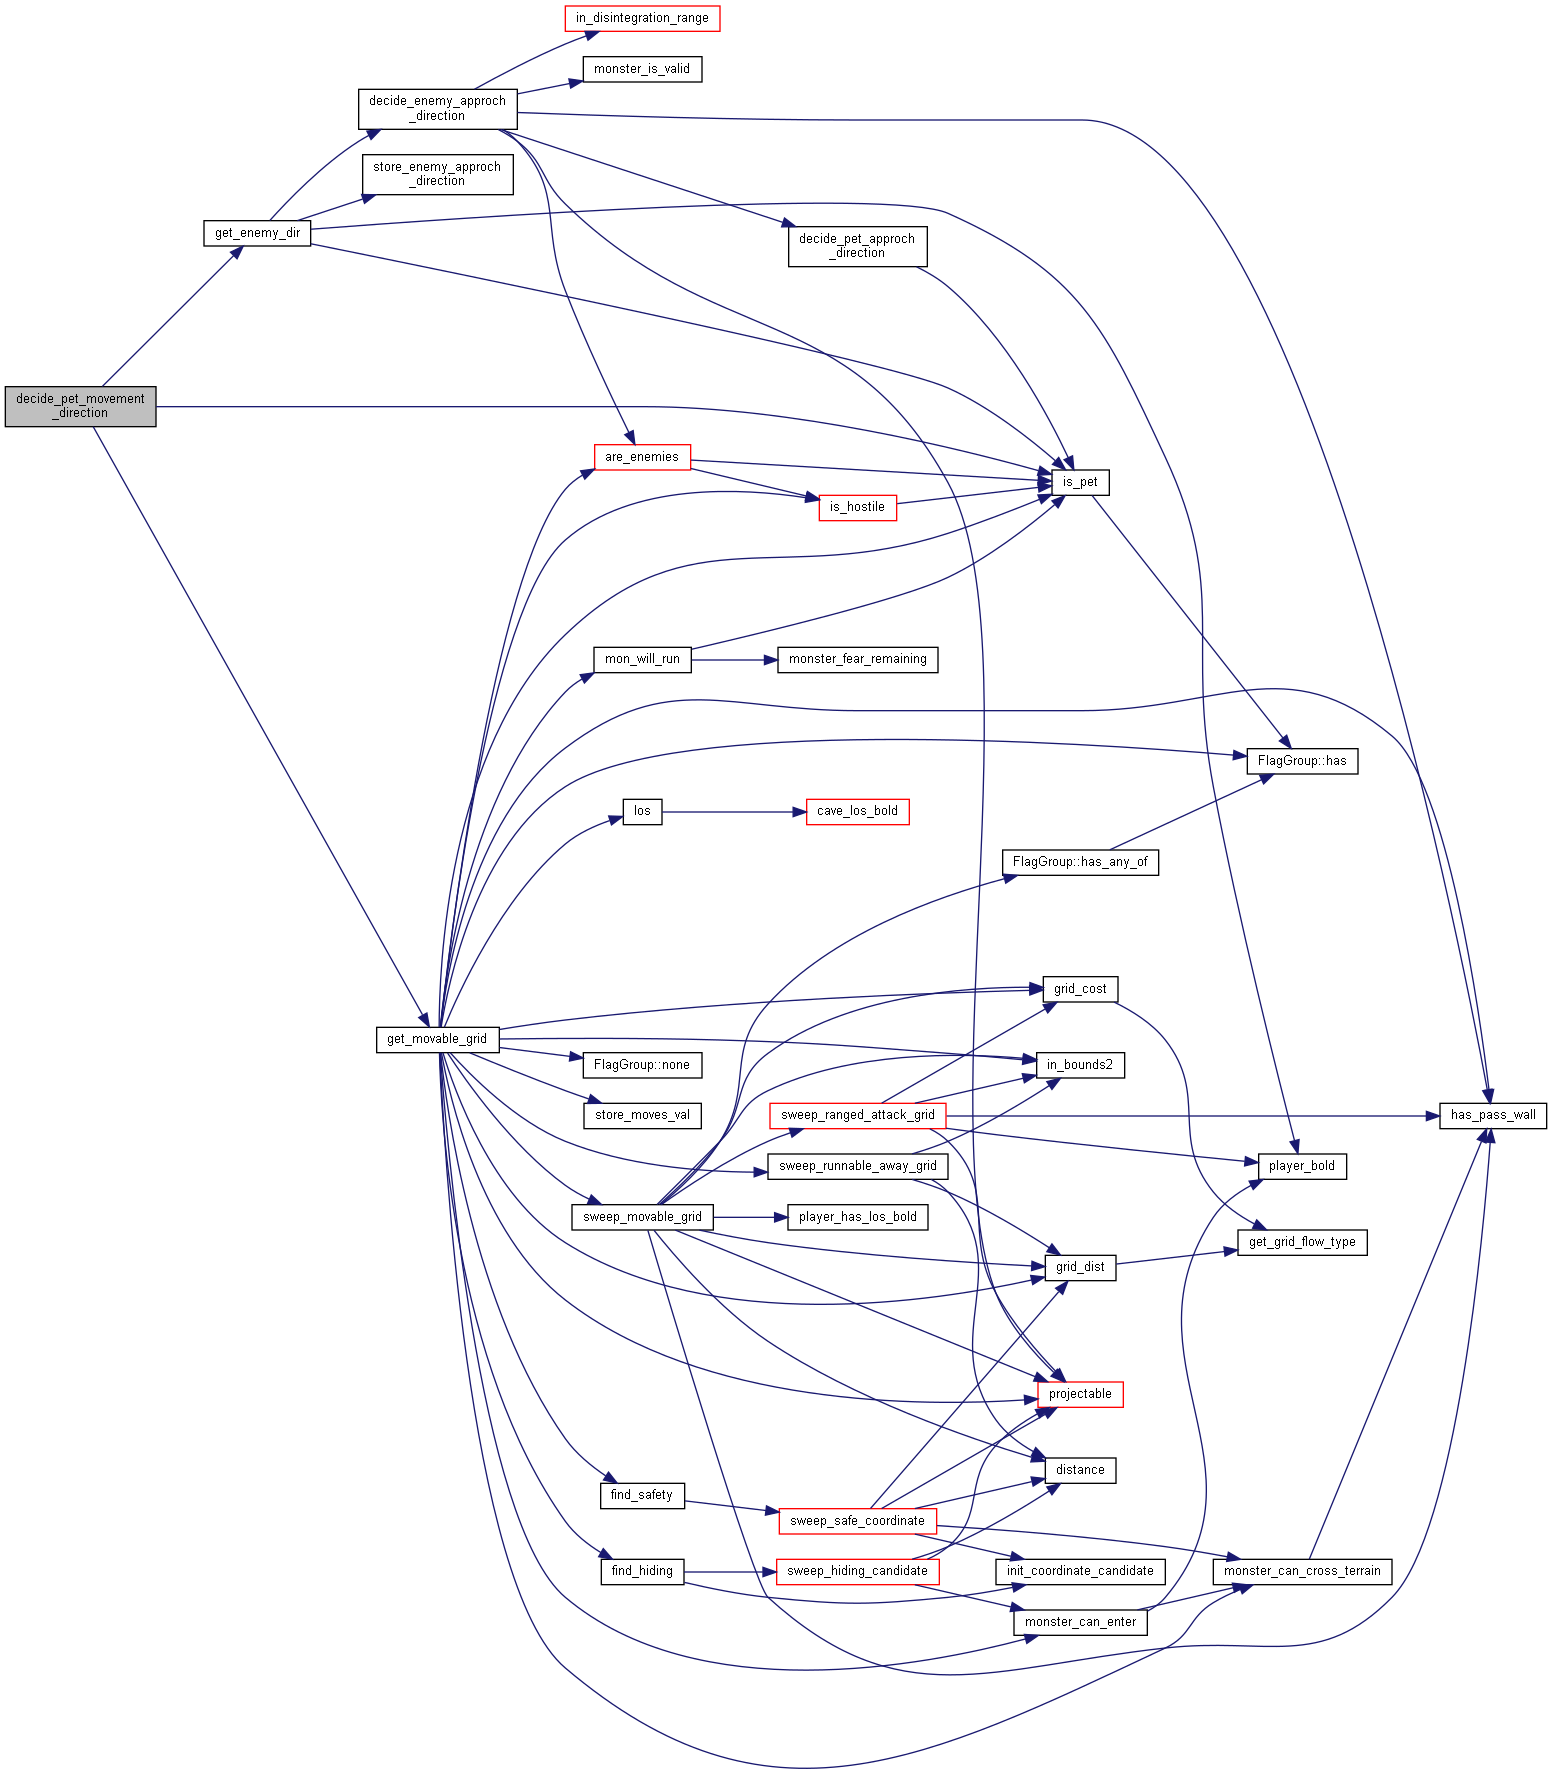 in_disintegration_range
monster_is_valid
decide_enemy_approch
_direction
store_enemy_approch
_direction
get_enemy_dir
decide_pet_approch
_direction
decide_pet_movement
_direction
are_enemies
is_pet
is_hostile
mon_will_run
monster_fear_remaining
FlagGroup::has
los
cave_los_bold
FlagGroup::has_any_of
grid_cost
get_movable_grid
FlagGroup::none
in_bounds2
store_moves_val
sweep_ranged_attack_grid
has_pass_wall
sweep_runnable_away_grid
player_bold
sweep_movable_grid
player_has_los_bold
get_grid_flow_type
grid_dist
projectable
distance
find_safety
sweep_safe_coordinate
find_hiding
sweep_hiding_candidate
init_coordinate_candidate
monster_can_cross_terrain
monster_can_enter